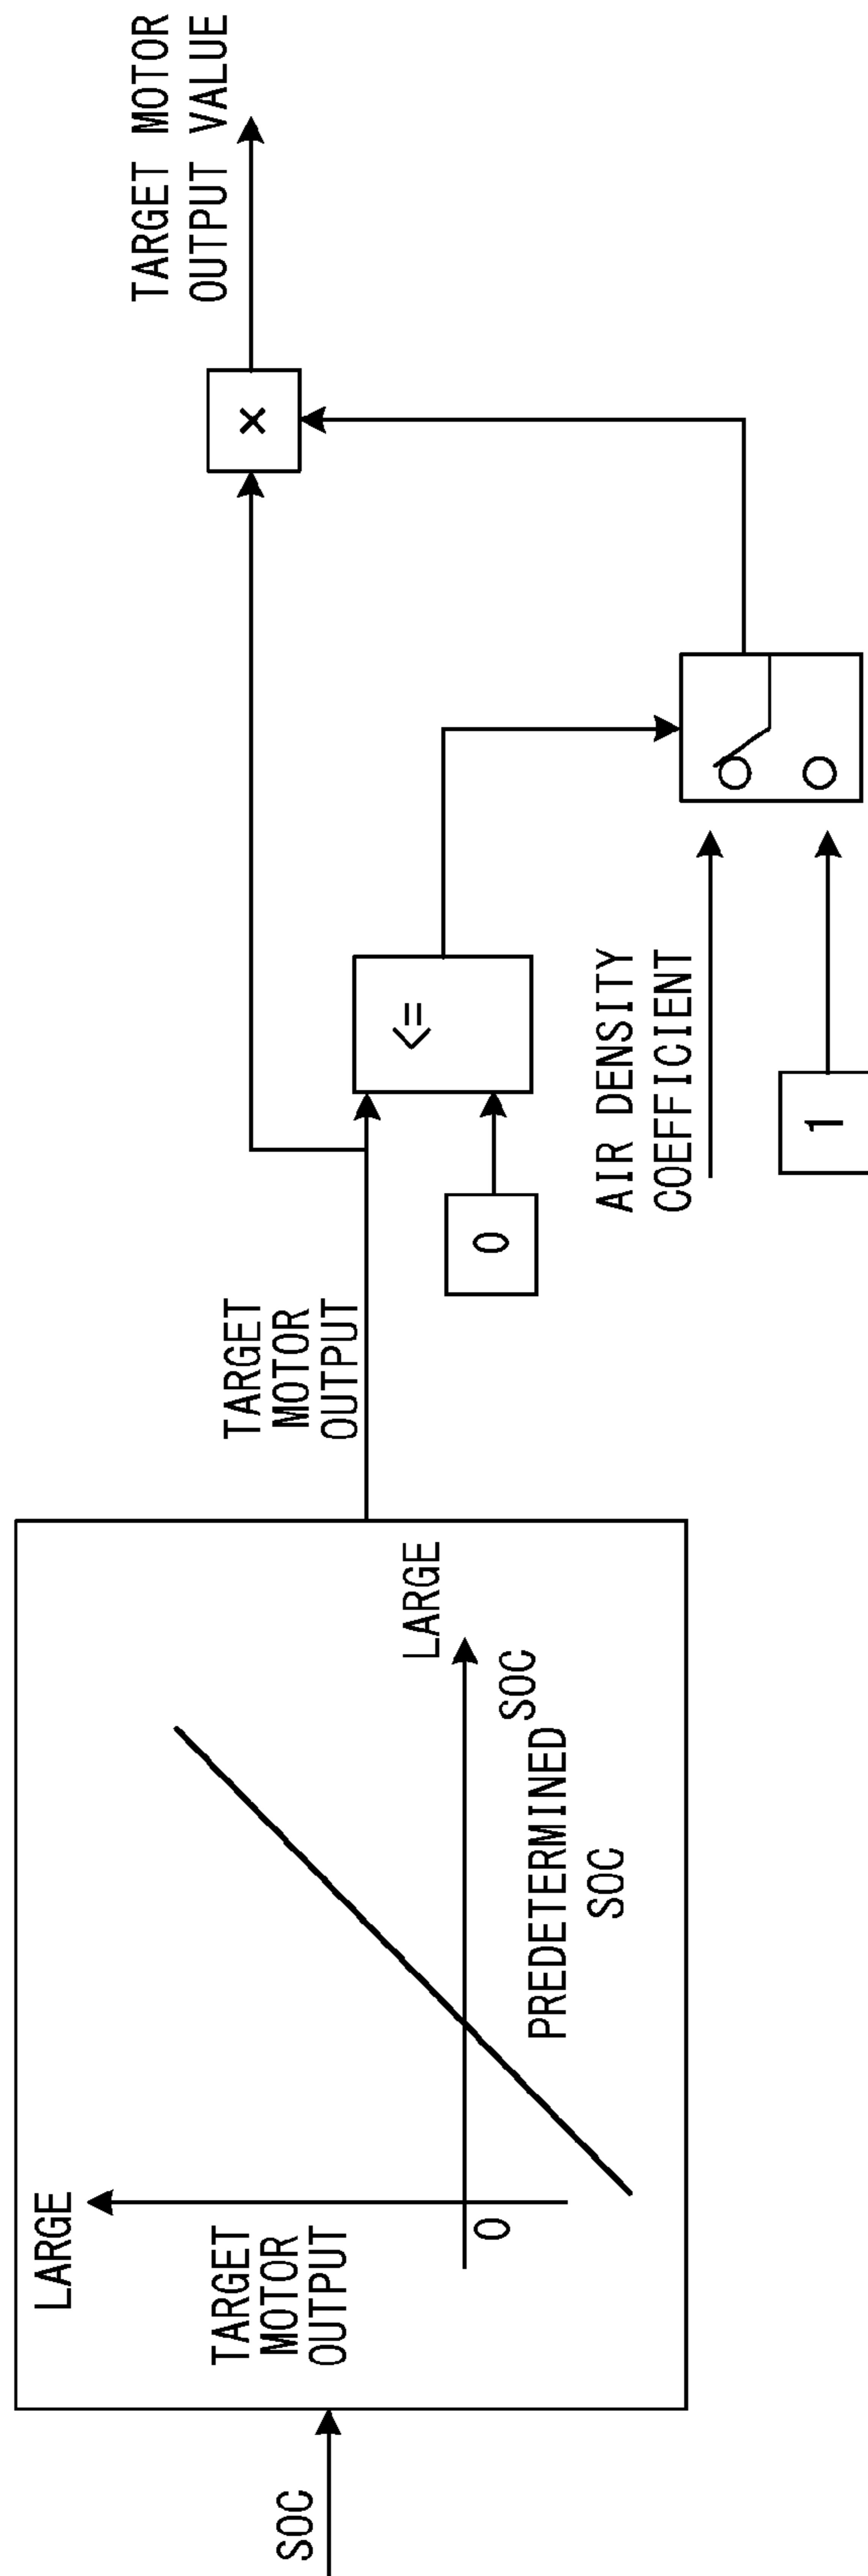 SOC
LARGE
TARGET
MOTOR
OUTPUT
0
LARGE
SOC
PREDETERMINED
SOC
TARGET
MOTOR
OUTPUT
0
<=
AIR DENSITY
COEFFICIENT
1
×
TARGET MOTOR
OUTPUT VALUE